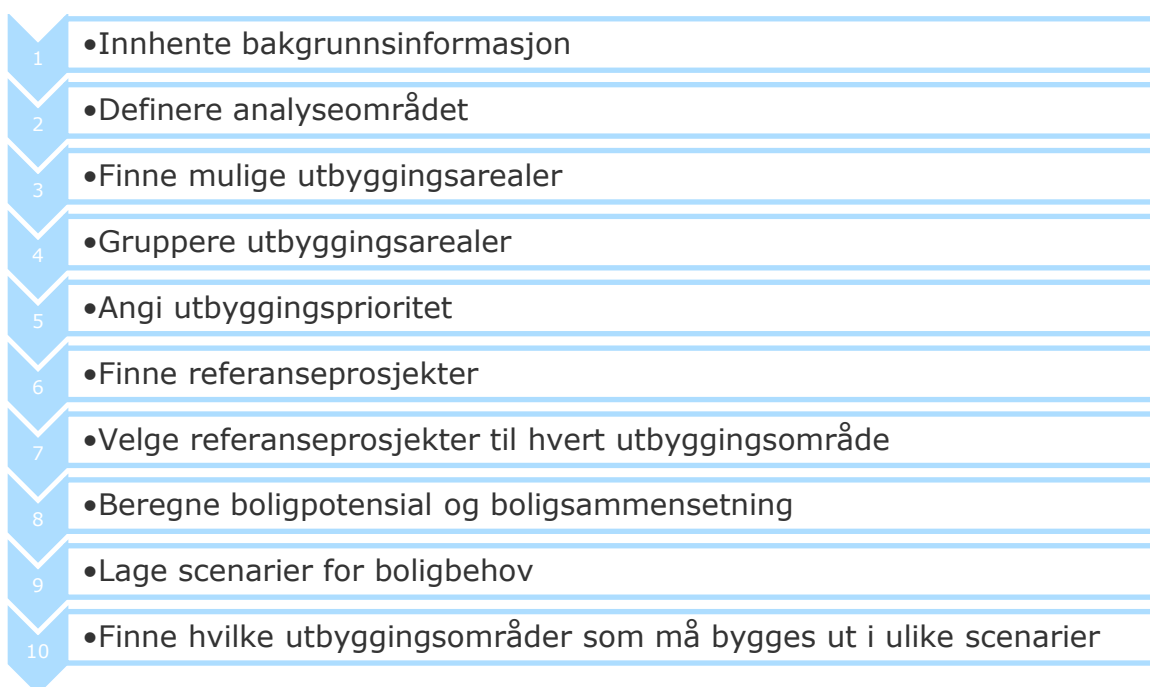 1 •Innhente bakgrunnsinformasjon
2 •Definere analyseområdet
3 •Finne mulige utbyggingsarealer
4 •Gruppere utbyggingsarealer
5 •Angi utbyggingsprioritet
6 •Finne referanseprosjekter
7 •Velge referanseprosjekter til hvert utbyggingsområde
8 •Beregne boligpotensial og boligsammensetning
9 •Lage scenarier for boligbehov
10 •Finne hvilke utbyggingsområder som må bygges ut i ulike scenarier